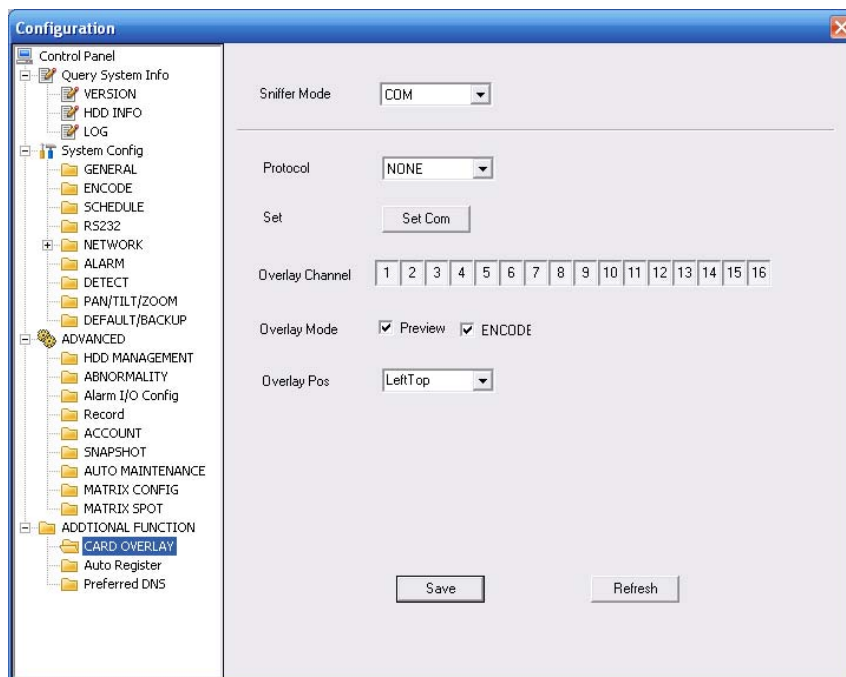 Configuration
Control Panel
Query System Info
VERSION
HDD INFO
LOG
System Config
GENERAL
ENCODE
SCHEDULE
RS232
NETWORK
ALARM
DETECT
PAN/TILT/ZOOM
DEFAULT/BACKUP
ADVANCED
HDD MANAGEMENT
ABNORMALITY
Alarm I/O Config
Record
ACCOUNT
SNAPSHOT
AUTO MAINTENANCE
MATRIX CONFIG
MATRIX SPOT
ADDTIONAL FUNCTION
CARD OVERLAY
Auto Register
Preferred DNS
Sniffer Mode COM
Protocol NONE
Set Set Com
Overlay Channel 1 2 3 4 5 6 7 8 9 10 11 12 13 14 15 16
Overlay Mode Preview ENCODE
Overlay Pos LeftTop
Save Refresh